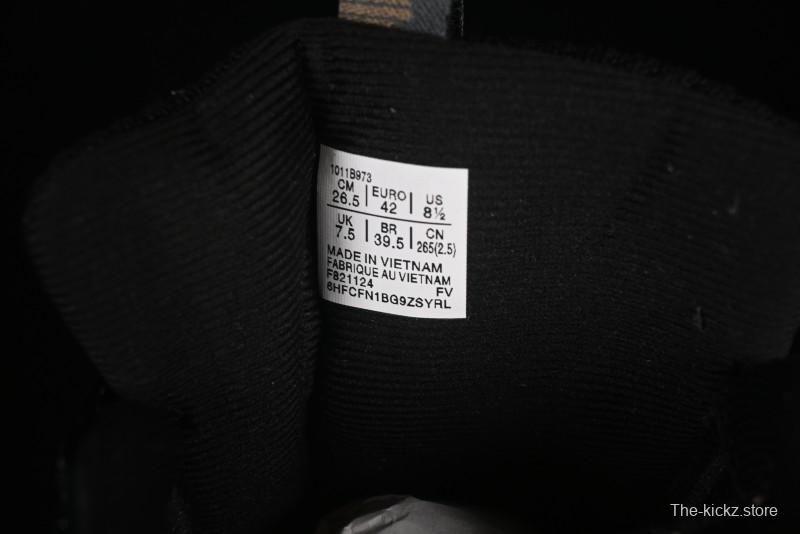 1011B973
CM 26.5 | EURO 42 | US 8½
UK 7.5 | BR 39.5 | CN 265(2.5)
MADE IN VIETNAM
FABRIQUE AU VIETNAM
F821124 FV
6HFCFN1BG9ZSYRL
The-kickz.store